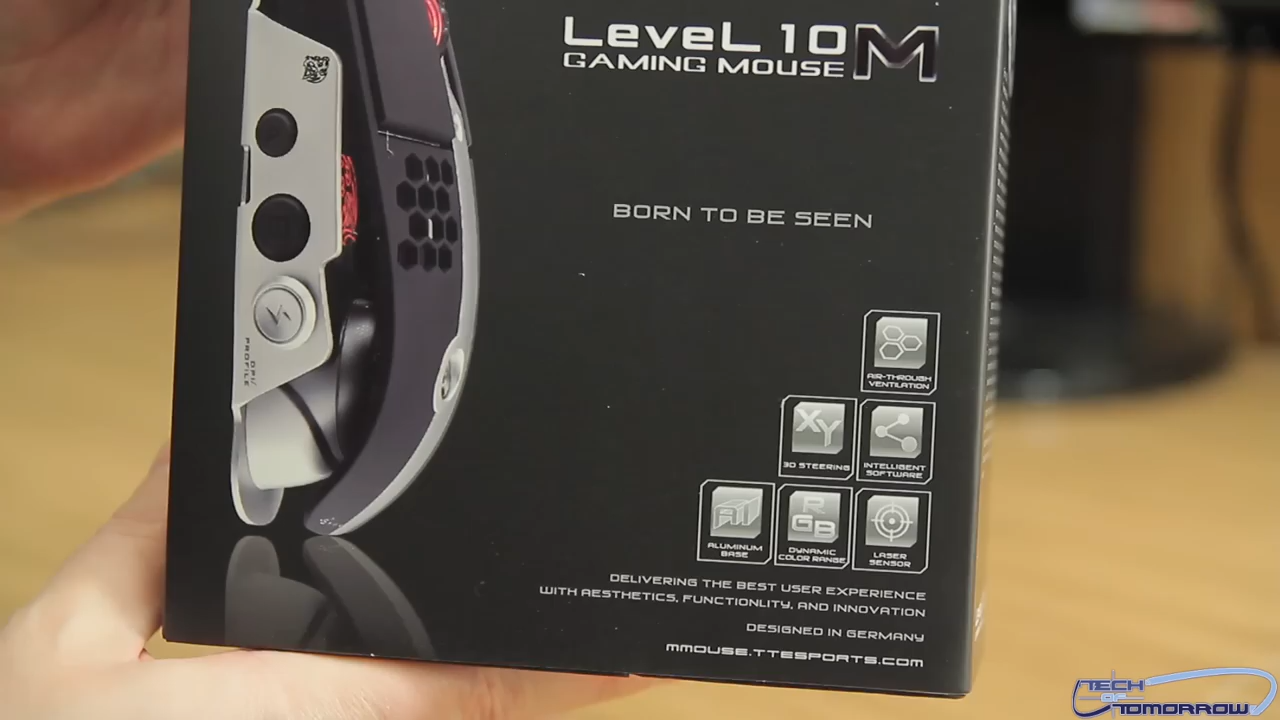 LEVEL 10 M
GAMING MOUSE
BORN TO BE SEEN
DPI/
PROFILE
AIR-THROUGH
VENTILATION
XY
3D STEERING
INTELLIGENT
SOFTWARE
Al
ALUMINUM
BASE
RGB
DYNAMIC
COLOR RANGE
LASER
SENSOR
DELIVERING THE BEST USER EXPERIENCE
WITH AESTHETICS, FUNCTIONLITY, AND INNOVATION
DESIGNED IN GERMANY
MMOUSE.TTESPORTS.COM
TECH
OF
TOMORROW